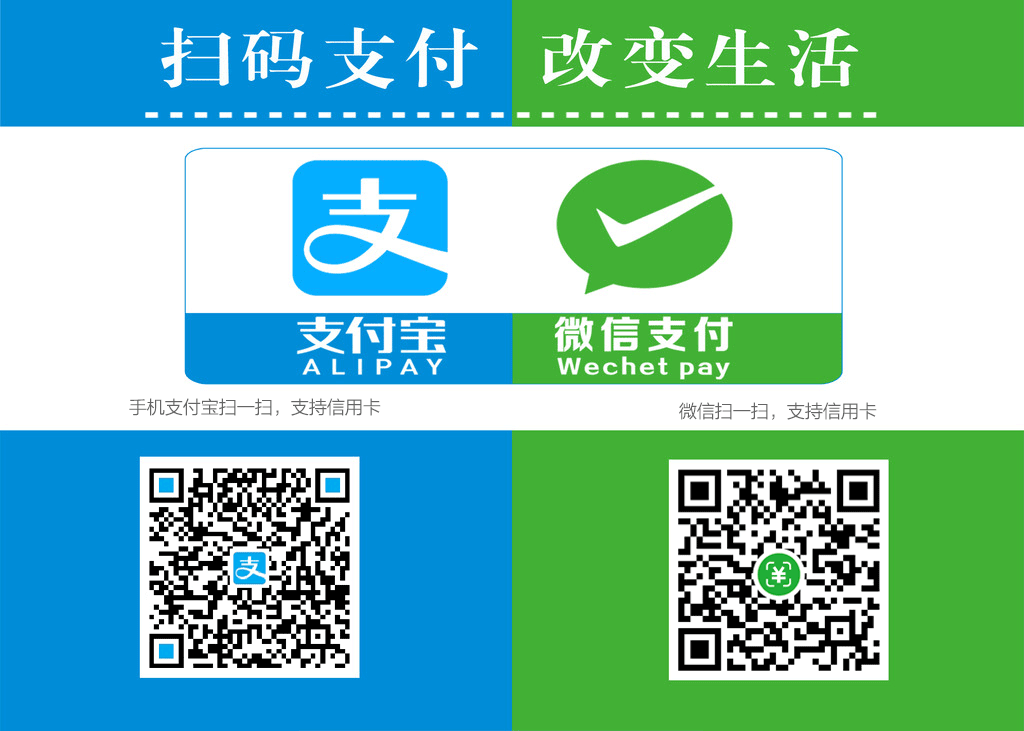 扫码支付 改变生活
支
支付宝
ALIPAY
微信支付
Wechet pay
手机支付宝扫一扫，支持信用卡
微信扫一扫，支持信用卡
支
¥